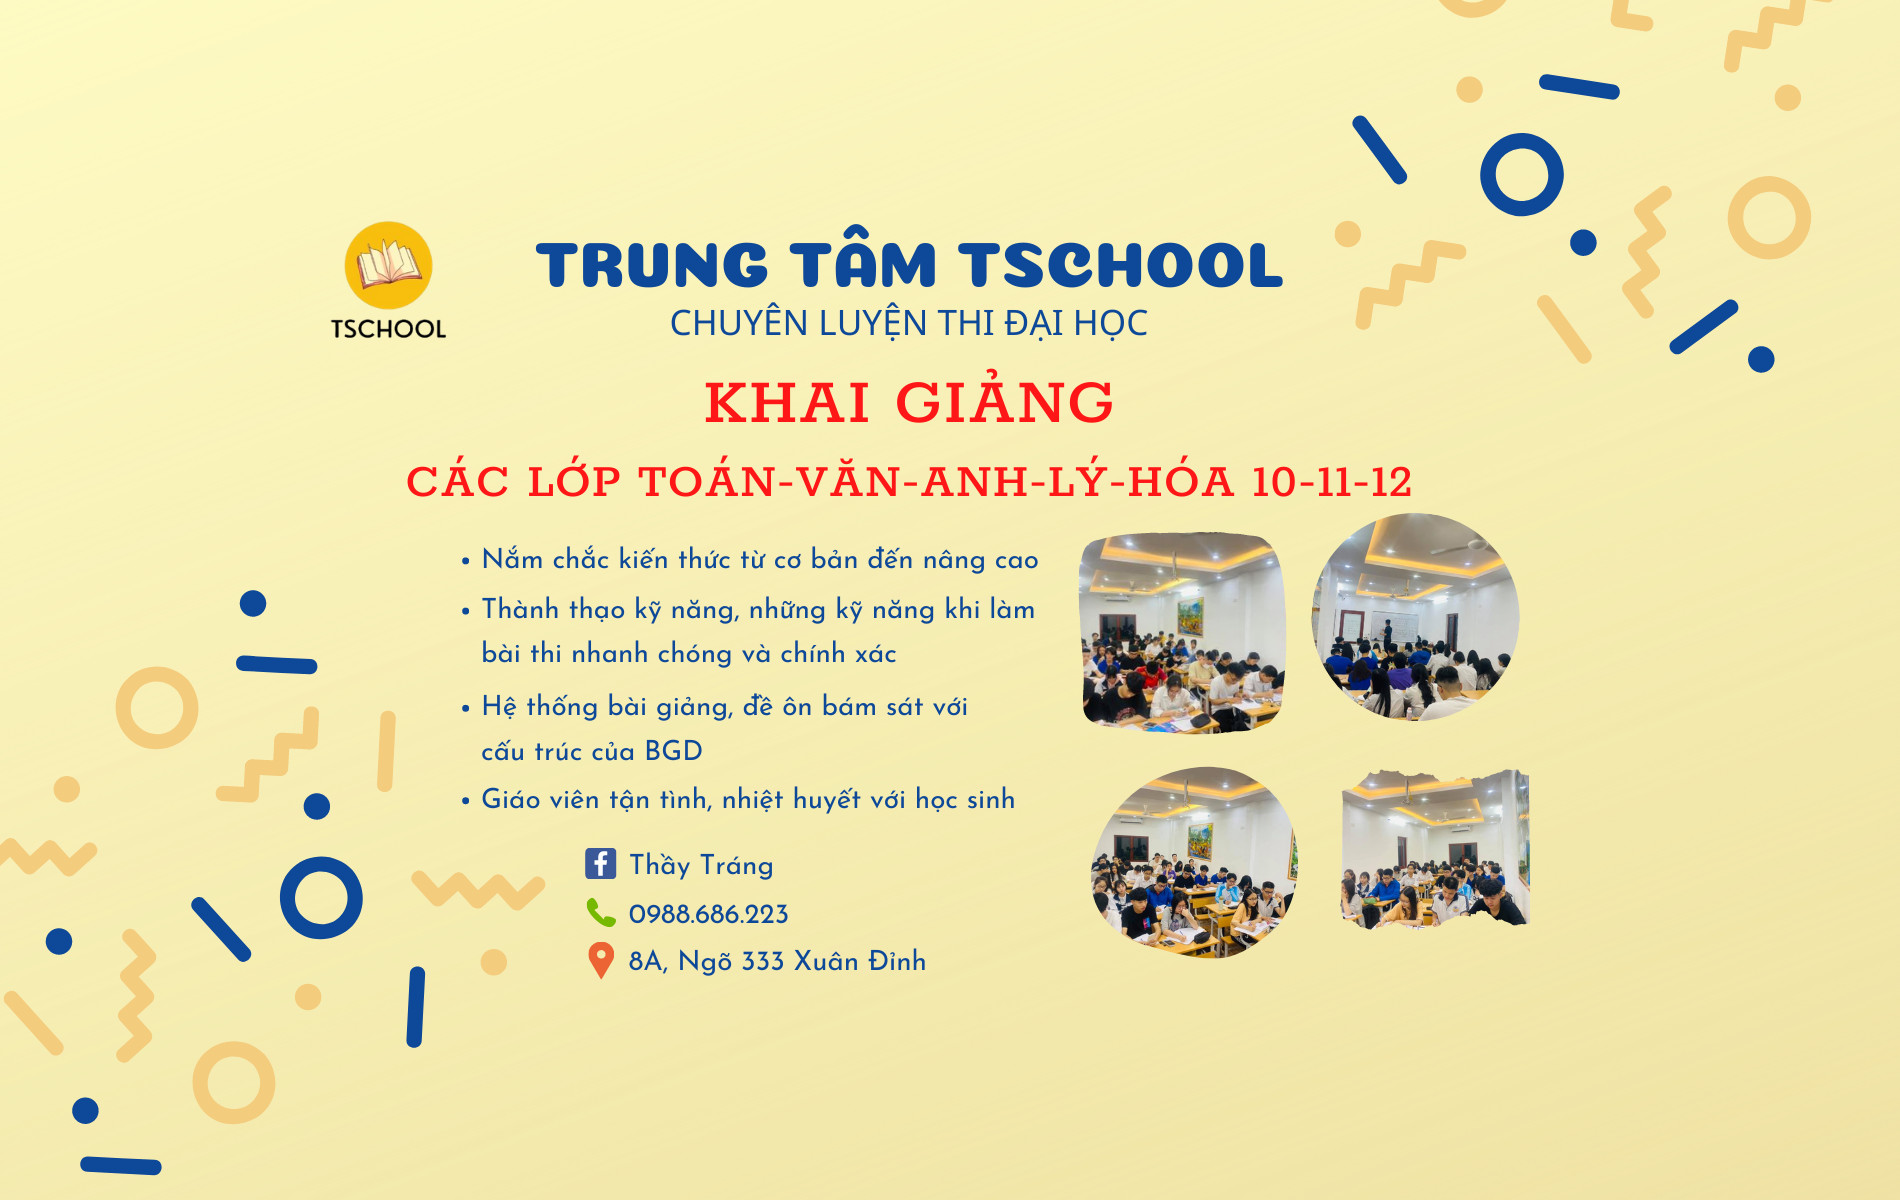 TSCHOOL
TRUNG TÂM TSCHOOL
CHUYÊN LUYỆN THI ĐẠI HỌC
KHAI GIẢNG
CÁC LỚP TOÁN-VĂN-ANH-LÝ-HÓA 10-11-12
• Nắm chắc kiến thức từ cơ bản đến nâng cao
• Thành thạo kỹ năng, những kỹ năng khi làm
bài thi nhanh chóng và chính xác
• Hệ thống bài giảng, đề ôn bám sát với
cấu trúc của BGD
• Giáo viên tận tình, nhiệt huyết với học sinh
Thầy Tráng
0988.686.223
8A, Ngõ 333 Xuân Đỉnh